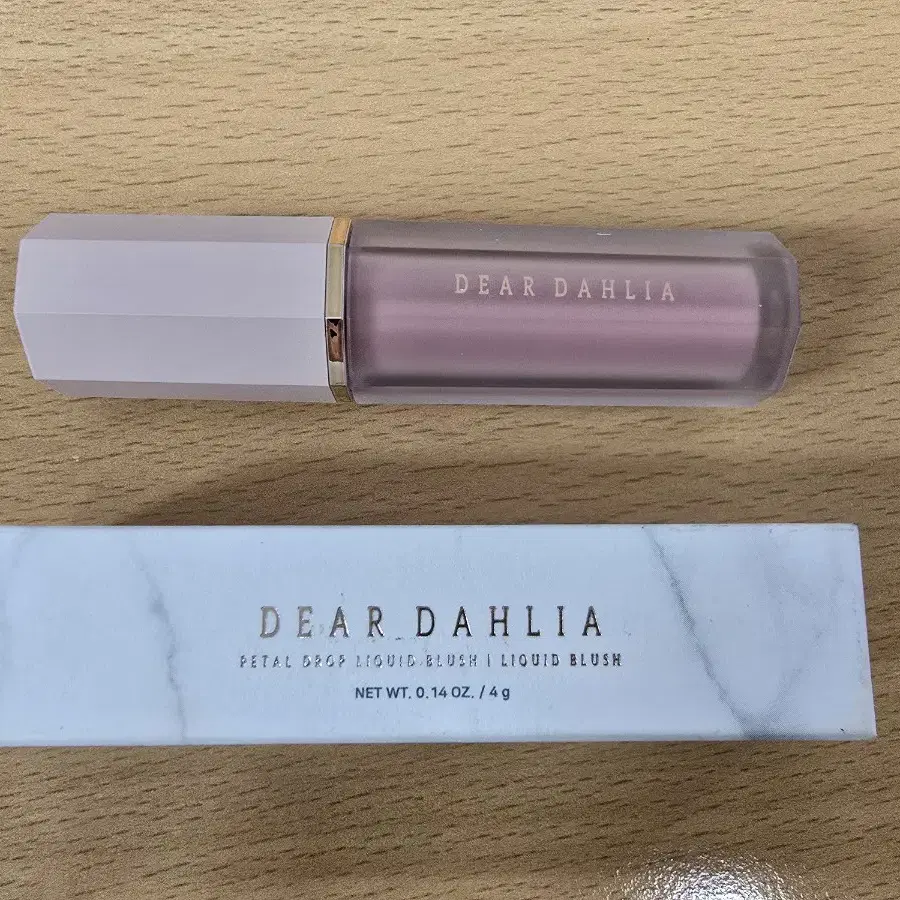 DEAR DAHLIA
DEAR DAHLIA
PETAL DROP LIQUID BLUSH | LIQUID BLUSH
NET WT. 0.14 OZ. / 4 g